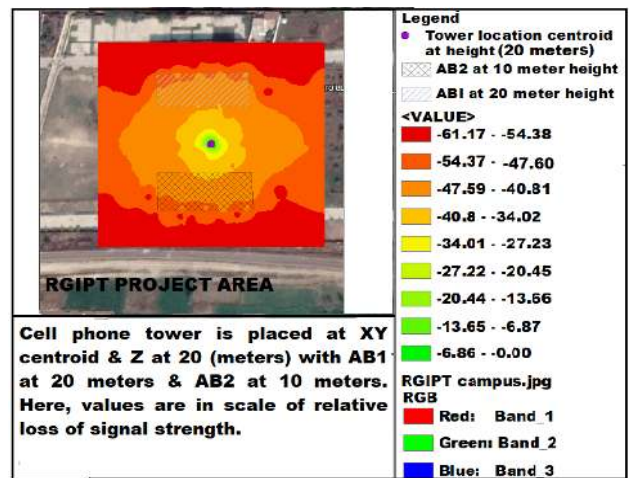 RGIPT PROJECT AREA
Cell phone tower is placed at XY
centroid & Z at 20 (meters) with AB1
at 20 meters & AB2 at 10 meters.
Here, values are in scale of relative
loss of signal strength.
Legend
Tower location centroid
at height (20 meters)
AB2 at 10 meter height
AB1 at 20 meter height
<VALUE>
-61.17 - -54.38
-54.37 - -47.60
-47.59 - -40.81
-40.8 - -34.02
-34.01 - -27.23
-27.22 - -20.45
-20.44 - -13.66
-13.65 - -6.87
-6.86 - -0.00
RGIPT campus.jpg
RGB
Red: Band_1
Green: Band_2
Blue: Band_3